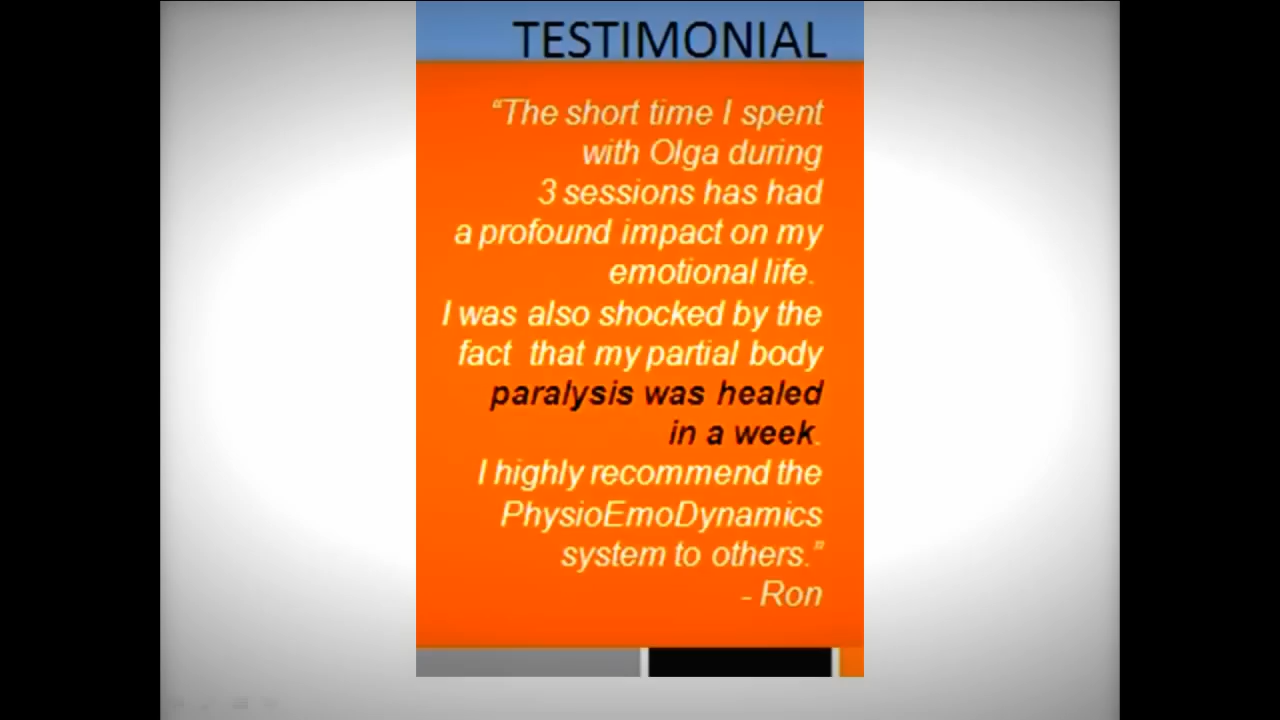 TESTIMONIAL
“The short time I spent
with Olga during
3 sessions has had
a profound impact on my
emotional life.
I was also shocked by the
fact that my partial body
paralysis was healed
in a week.
I highly recommend the
PhysioEmoDynamics
system to others.”
- Ron